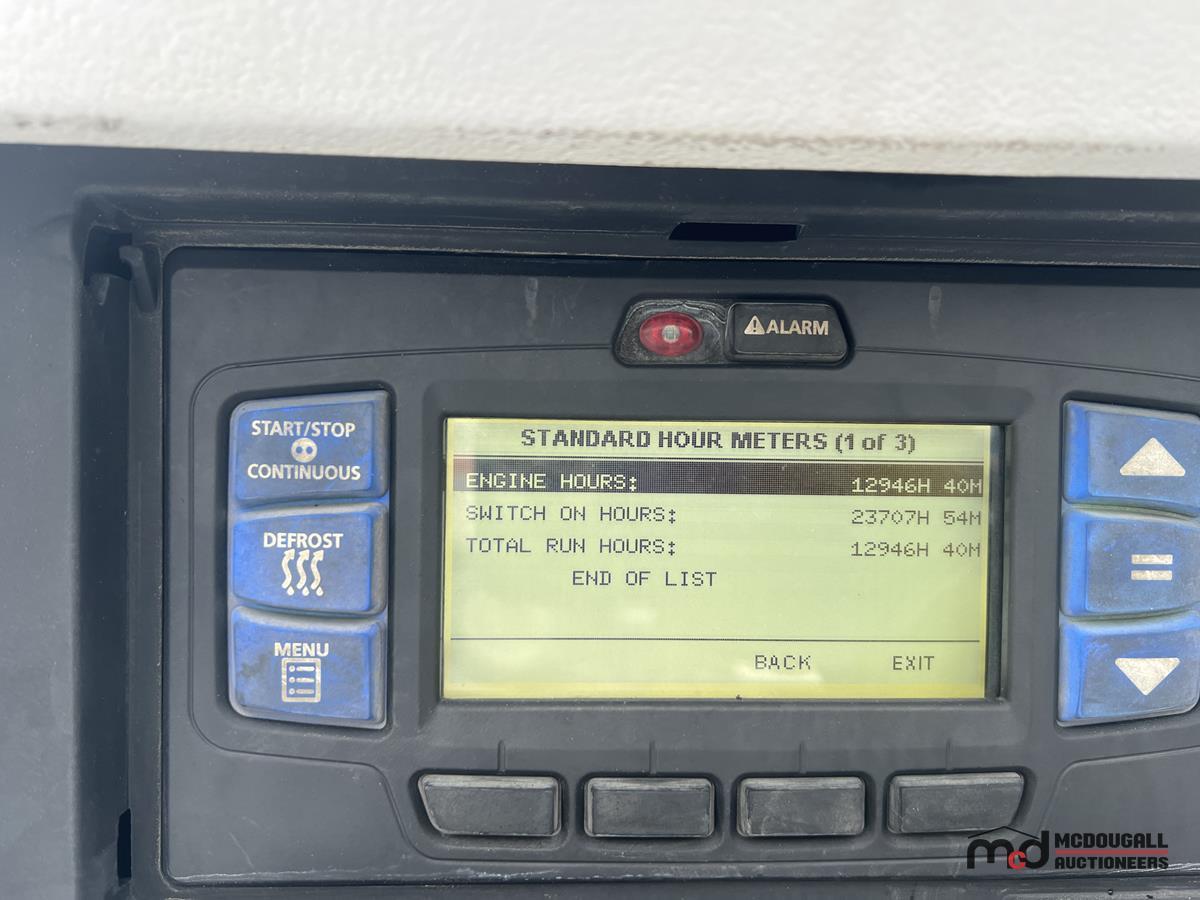 ALARM
START/STOP
CONTINUOUS
DEFROST
MENU
STANDARD HOUR METERS (1 of 3)
ENGINE HOURS: 12946H 40M
SWITCH ON HOURS: 23707H 54M
TOTAL RUN HOURS: 12946H 40M
END OF LIST
BACK EXIT
=
mcd MCDOUGALL
AUCTIONEERS